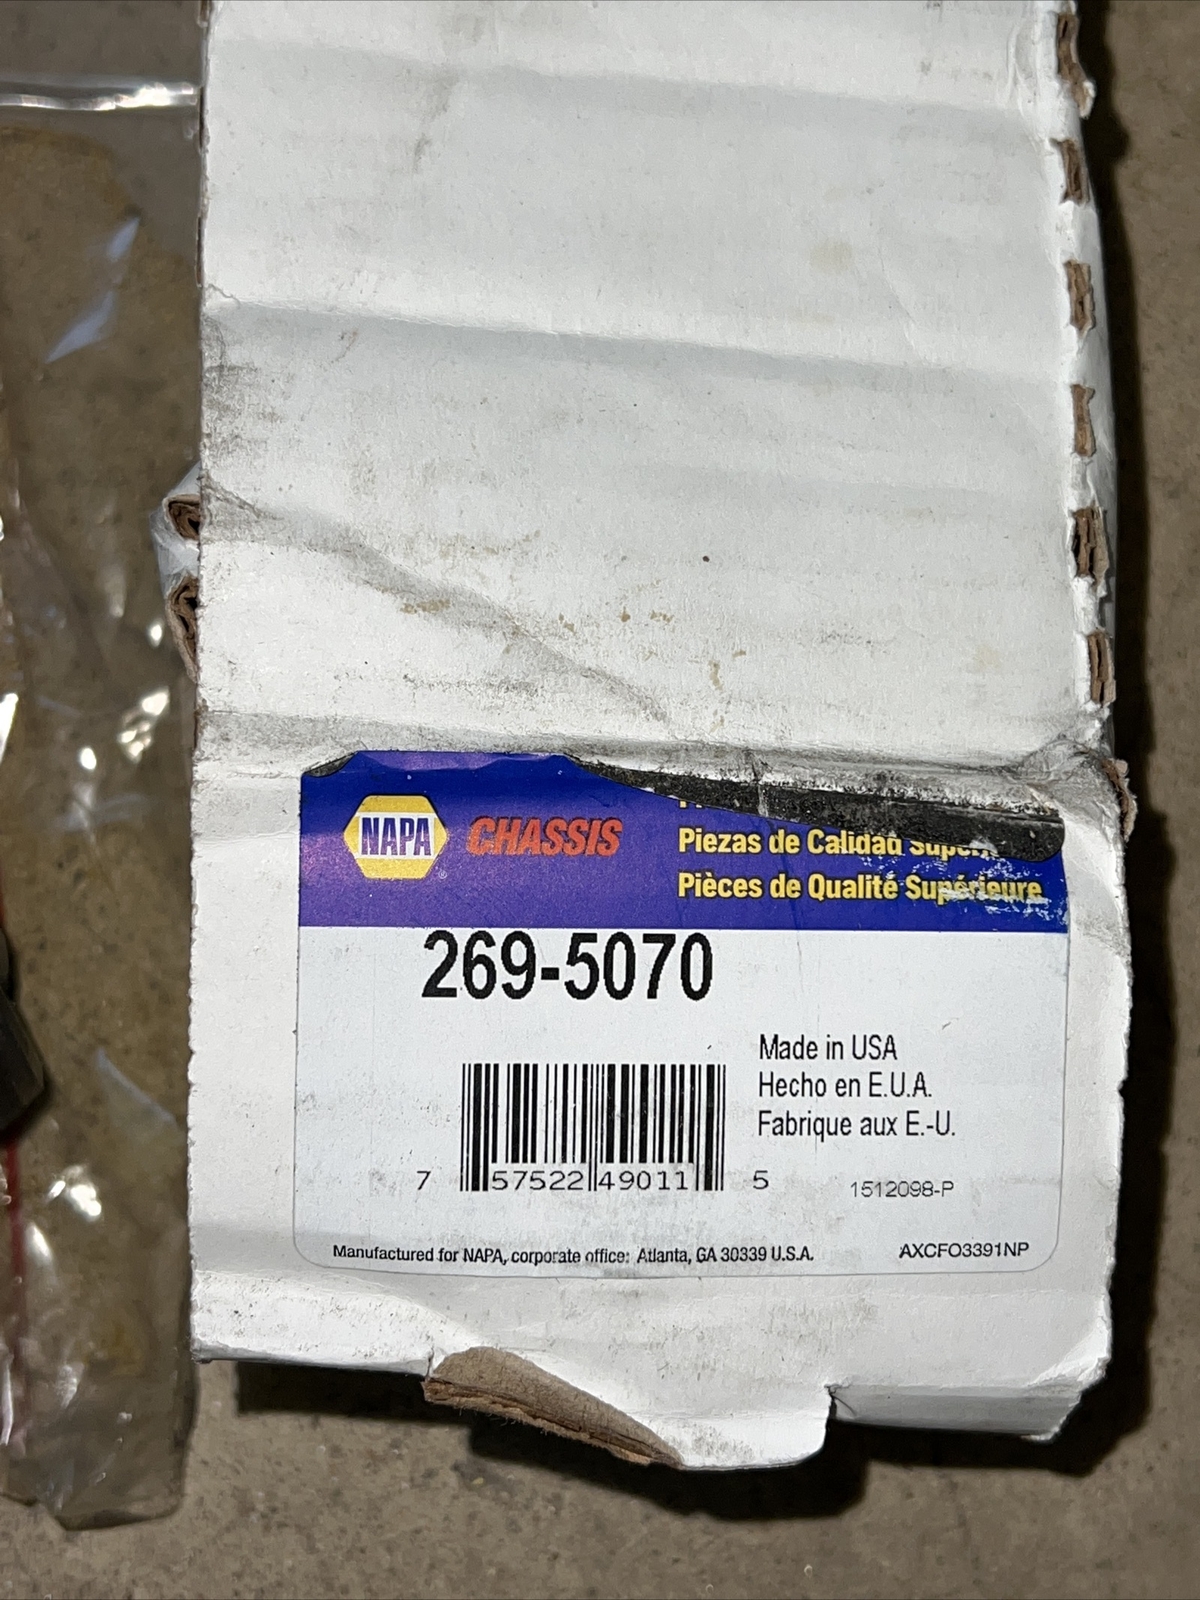 NAPA
®
CHASSIS
Piezas de Calidad
Pièces de Qualité Supérieure
269-5070
Made in USA
Hecho en E.U.A.
Fabrique aux E.-U.
7 57522 49011 5
1512098-P
Manufactured for NAPA, corporate office: Atlanta, GA 30339 U.S.A.
AXCFO3391NP